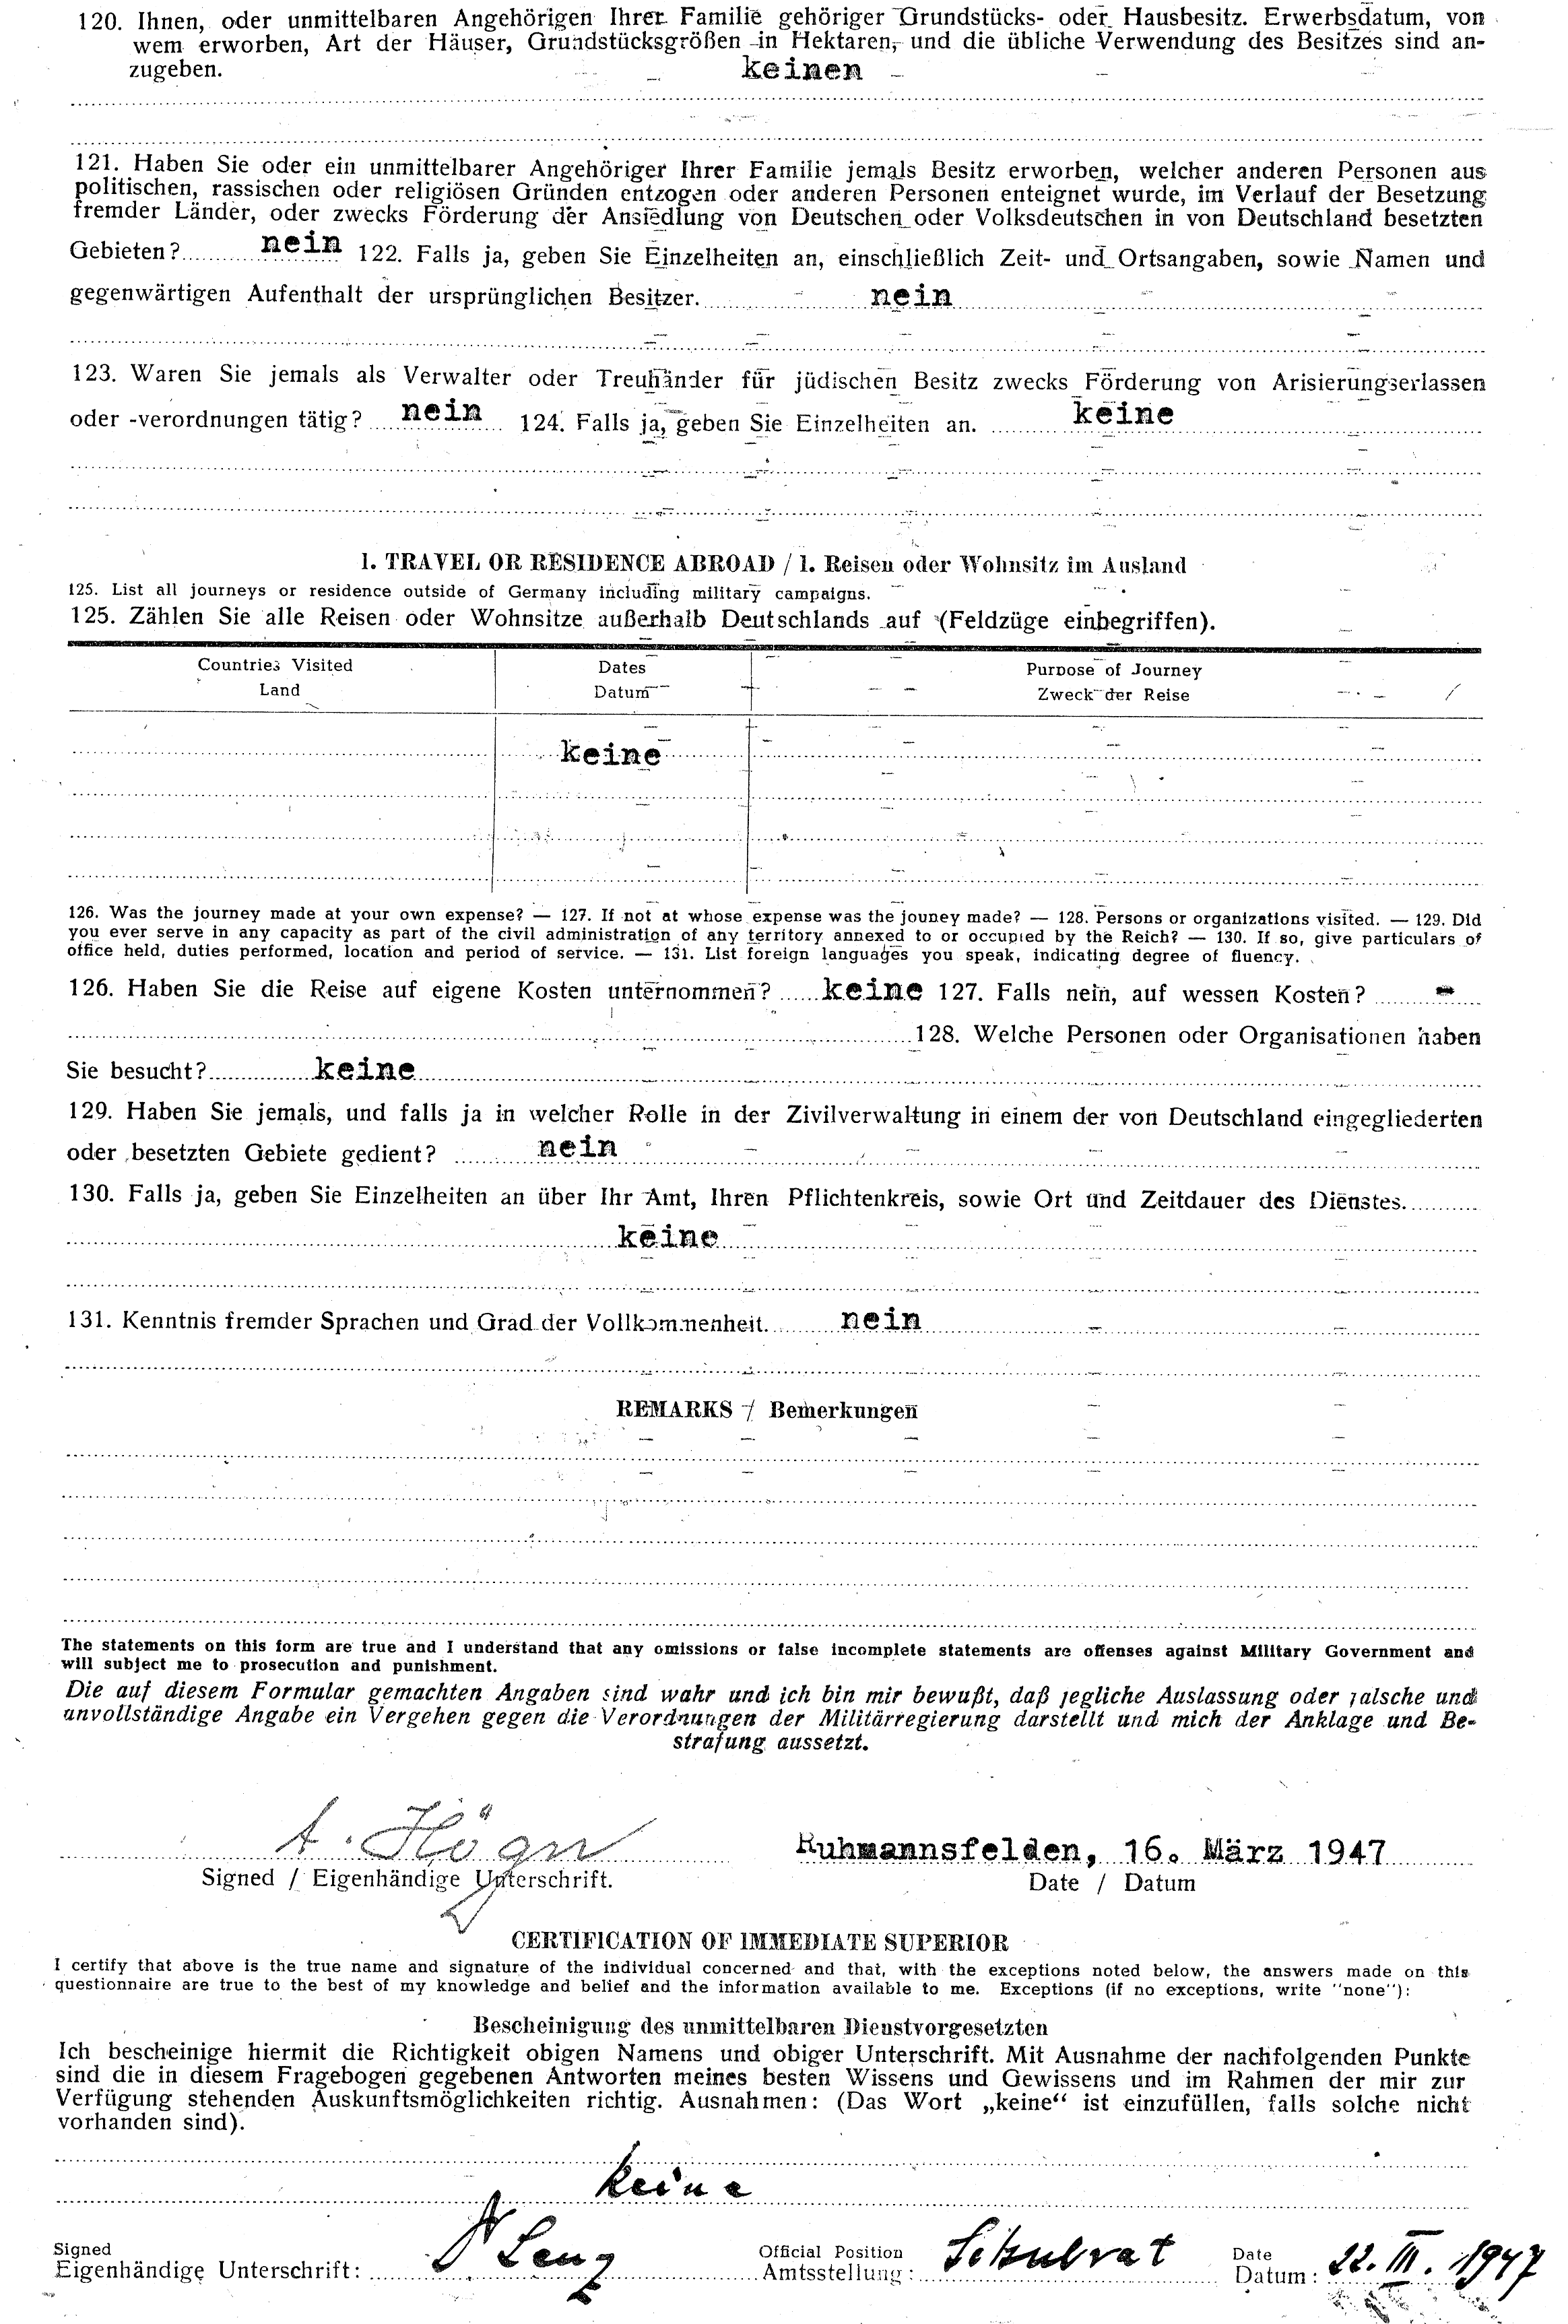 120. Ihnen, oder unmittelbaren Angehörigen Ihrer Familie gehöriger Grundstücks- oder Hausbesitz. Erwerbsdatum, von
wem erworben, Art der Häuser, Grundstücksgrößen in Hektaren, und die übliche Verwendung des Besitzes sind an-
zugeben. keinen
121. Haben Sie oder ein unmittelbarer Angehöriger Ihrer Familie jemals Besitz erworben, welcher anderen Personen aus
politischen, rassischen oder religiösen Gründen entzogen oder anderen Personen enteignet wurde, im Verlauf der Besetzung
fremder Länder, oder zwecks Förderung der Ansiedlung von Deutschen oder Volksdeutschen in von Deutschland besetzten
Gebieten? nein 122. Falls ja, geben Sie Einzelheiten an, einschließlich Zeit- und Ortsangaben, sowie Namen und
gegenwärtigen Aufenthalt der ursprünglichen Besitzer. nein
123. Waren Sie jemals als Verwalter oder Treuhänder für jüdischen Besitz zwecks Förderung von Arisierungserlassen
oder -verordnungen tätig? nein 124. Falls ja, geben Sie Einzelheiten an. keine
l. TRAVEL OR RESIDENCE ABROAD / l. Reisen oder Wohnsitz im Ausland
125. List all journeys or residence outside of Germany including military campaigns.
125. Zählen Sie alle Reisen oder Wohnsitze außerhalb Deutschlands auf (Feldzüge einbegriffen).
Countries Visited Dates Purpose of Journey
Land Datum Zweck der Reise
keine
126. Was the journey made at your own expense? — 127. If not at whose expense was the jouney made? — 128. Persons or organizations visited. — 129. Did
you ever serve in any capacity as part of the civil administration of any territory annexed to or occupied by the Reich? — 130. If so, give particulars of
office held, duties performed, location and period of service. — 131. List foreign languages you speak, indicating degree of fluency.
126. Haben Sie die Reise auf eigene Kosten unternommen? keine 127. Falls nein, auf wessen Kosten? -
128. Welche Personen oder Organisationen haben
Sie besucht? keine
129. Haben Sie jemals, und falls ja in welcher Rolle in der Zivilverwaltung in einem der von Deutschland eingegliederten
oder besetzten Gebiete gedient? nein
130. Falls ja, geben Sie Einzelheiten an über Ihr Amt, Ihren Pflichtenkreis, sowie Ort und Zeitdauer des Dienstes.
keine
131. Kenntnis fremder Sprachen und Grad der Vollkommenheit. nein
REMARKS / Bemerkungen
The statements on this form are true and I understand that any omissions or false incomplete statements are offenses against Military Government and
will subject me to prosecution and punishment.
Die auf diesem Formular gemachten Angaben sind wahr und ich bin mir bewußt, daß jegliche Auslassung oder falsche und
unvollständige Angabe ein Vergehen gegen die Verordnungen der Militärregierung darstellt und mich der Anklage und Be-
strafung aussetzt.
A. Högn Ruhmannsfelden, 16. März 1947
Signed / Eigenhändige Unterschrift. Date / Datum
CERTIFICATION OF IMMEDIATE SUPERIOR
I certify that above is the true name and signature of the individual concerned and that, with the exceptions noted below, the answers made on this
questionnaire are true to the best of my knowledge and belief and the information available to me. Exceptions (if no exceptions, write "none"):
Bescheinigung des unmittelbaren Dienstvorgesetzten
Ich bescheinige hiermit die Richtigkeit obigen Namens und obiger Unterschrift. Mit Ausnahme der nachfolgenden Punkte
sind die in diesem Fragebogen gegebenen Antworten meines besten Wissens und Gewissens und im Rahmen der mir zur
Verfügung stehenden Auskunftsmöglichkeiten richtig. Ausnahmen: (Das Wort „keine“ ist einzufüllen, falls solche nicht
vorhanden sind).
keine
Signed Official Position Date
Eigenhändige Unterschrift: Lenz Amtsstellung: Schulrat Datum: 22. III. 1947